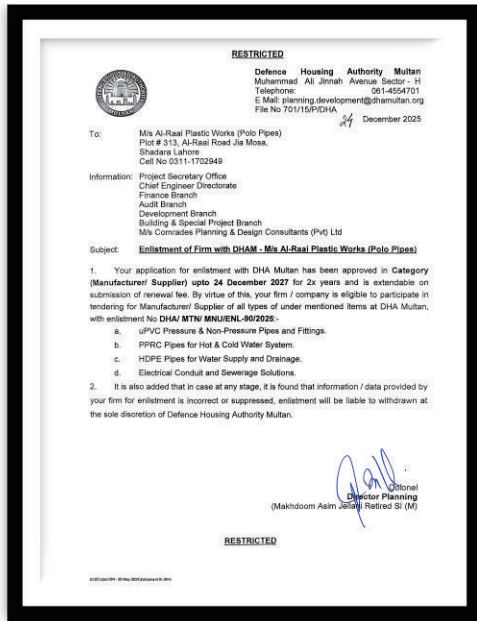 RESTRICTED
Defence Housing Authority Multan
Muhammad Ali Jinnah Avenue Sector - H
Telephone: 061-4554701
E Mail: planning.development@dhamultan.org
File No 701/15/P/DHA
24 December 2025
To: M/s Al-Raai Plastic Works (Polo Pipes)
Plot # 313, Al-Raai Road Jia Mosa,
Shadara Lahore
Cell No 0311-1702949
Information: Project Secretary Office
Chief Engineer Directorate
Finance Branch
Audit Branch
Development Branch
Building & Special Project Branch
M/s Comrades Planning & Design Consultants (Pvt) Ltd
Subject: Enlistment of Firm with DHAM - M/s Al-Raai Plastic Works (Polo Pipes)
1. Your application for enlistment with DHA Multan has been approved in Category
(Manufacturer/ Supplier) upto 24 December 2027 for 2x years and is extendable on
submission of renewal fee. By virtue of this, your firm / company is eligible to participate in
tendering for Manufacturer/ Supplier of all types of under mentioned items at DHA Multan,
with enlistment No DHA/ MTN/ MNU/ENL-90/2025:-
a. uPVC Pressure & Non-Pressure Pipes and Fittings.
b. PPRC Pipes for Hot & Cold Water System.
c. HDPE Pipes for Water Supply and Drainage.
d. Electrical Conduit and Sewerage Solutions.
2. It is also added that in case at any stage, it is found that information / data provided by
your firm for enlistment is incorrect or suppressed, enlistment will be liable to withdrawn at
the sole discretion of Defence Housing Authority Multan.
Colonel
Director Planning
(Makhdoom Asim Jellani Retired SI (M)
RESTRICTED